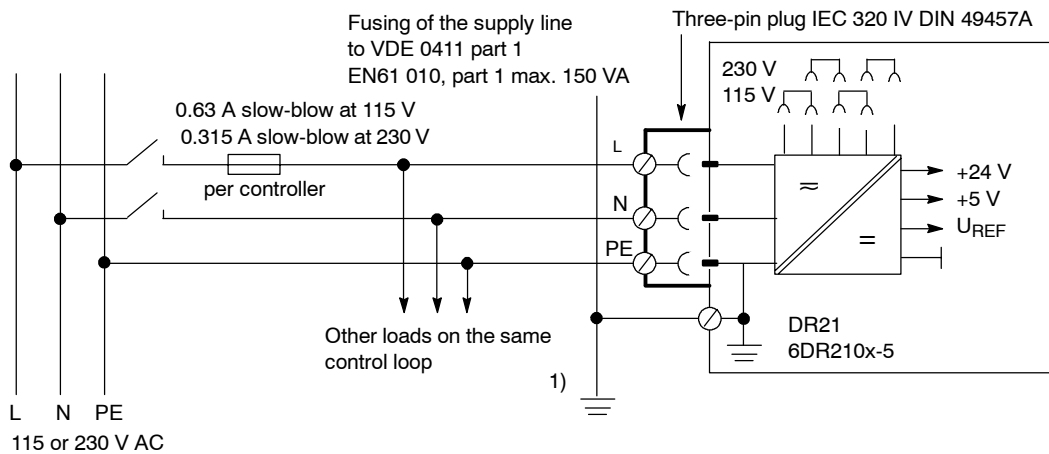 Fusing of the supply line
to VDE 0411 part 1
EN61 010, part 1 max. 150 VA
Three-pin plug IEC 320 IV DIN 49457A
230 V
115 V
0.63 A slow-blow at 115 V
0.315 A slow-blow at 230 V
per controller
L
N
PE
≈
=
+24 V
+5 V
UREF
Other loads on the same
control loop
DR21
6DR210x-5
1)
L N PE
115 or 230 V AC